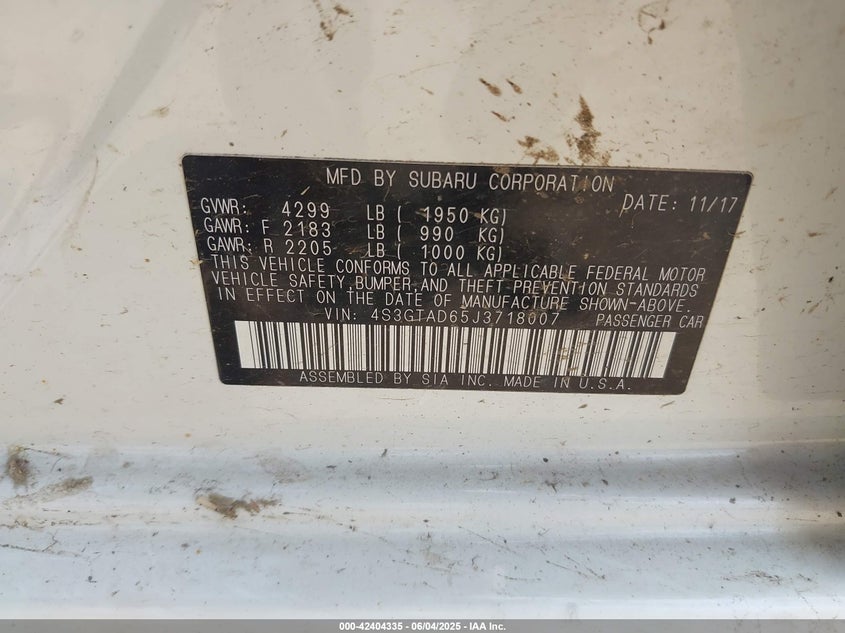 MFD BY SUBARU CORPORATION
GVWR: 4299 LB ( 1950 KG) DATE: 11/17
GAWR: F 2183 LB ( 990 KG)
GAWR: R 2205 LB ( 1000 KG)
THIS VEHICLE CONFORMS TO ALL APPLICABLE FEDERAL MOTOR
VEHICLE SAFETY, BUMPER, AND THEFT PREVENTION STANDARDS
IN EFFECT ON THE DATE OF MANUFACTURE SHOWN-ABOVE.
VIN: 4S3GTAD65J3718007 PASSENGER CAR
ASSEMBLED BY SIA INC. MADE IN U.S.A.
000-42404335 - 06/04/2025 - IAA Inc.